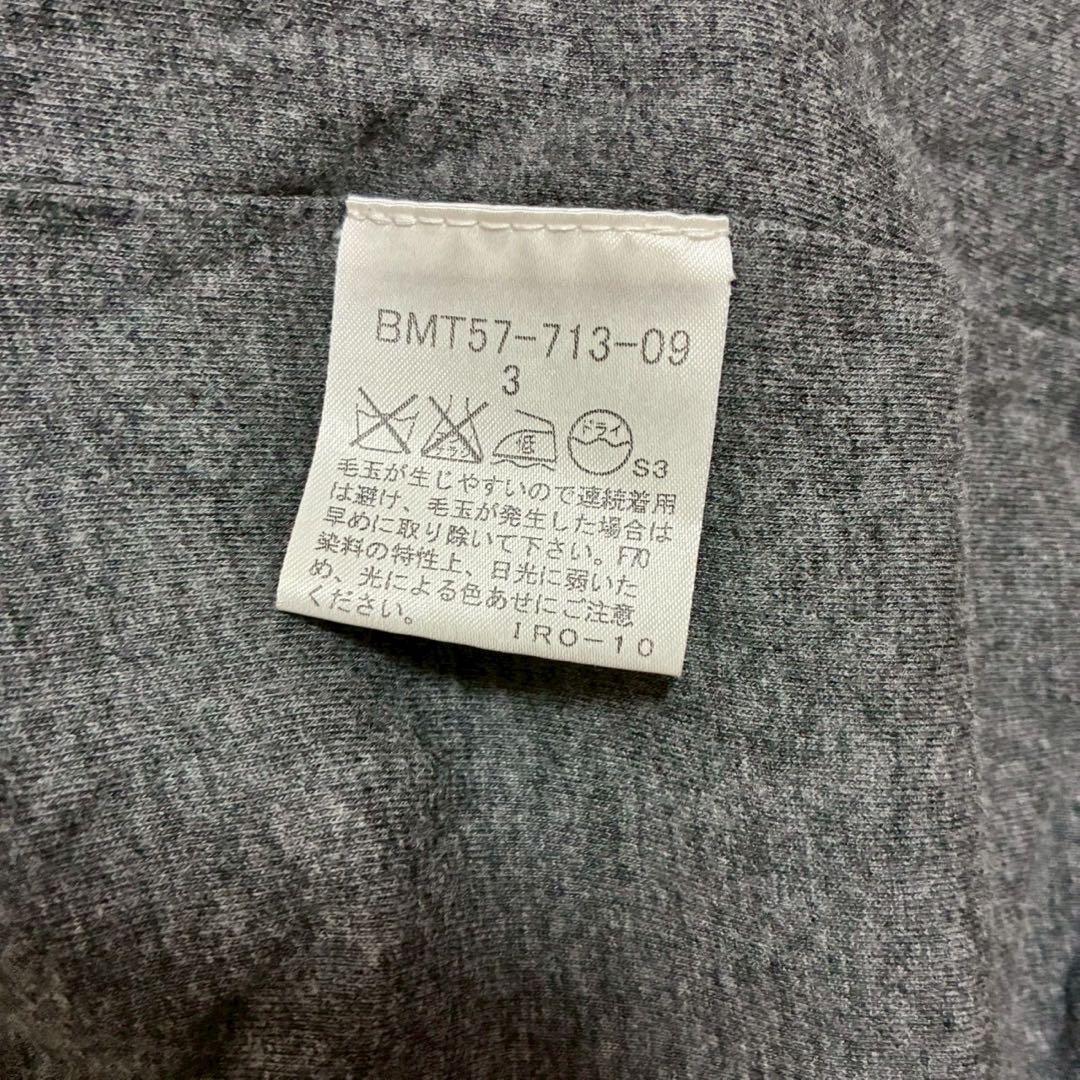 BMT57-713-09
3
低 ドライ S3
毛玉が生じやすいので連続着用
は避け、毛玉が発生した場合は
早めに取り除いて下さい。F70
染料の特性上、日光に弱いた
め、光による色あせにご注意
ください。 IRO-10